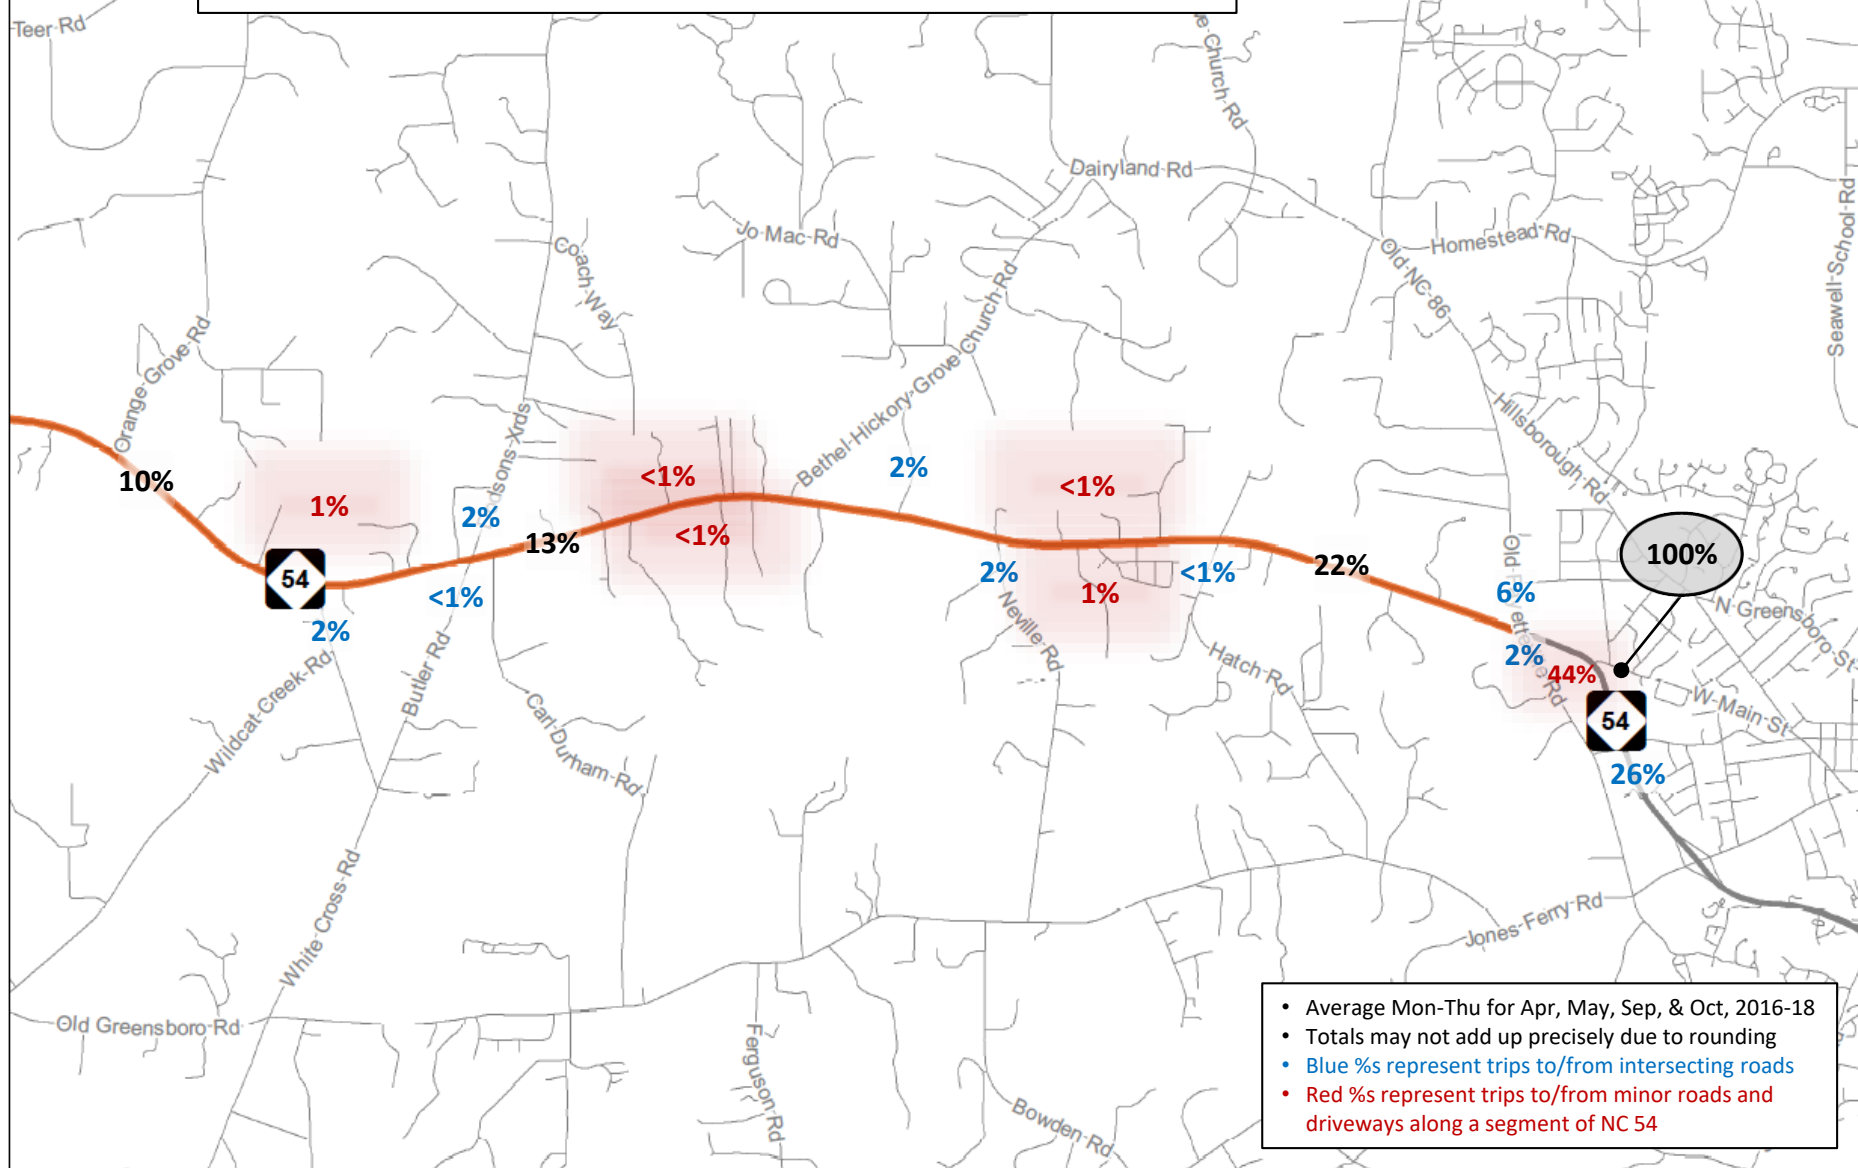 Teer Rd
e Church Rd
Dairyland Rd
Jo Mac Rd
Coach Way
Homestead Rd
Old NC 86
Seawell School Rd
Orange Grove Rd
Bethel Hickory Grove Church Rd
dsons Xrds
Hillsborough Rd
10%
1%
2%
13%
<1%
<1%
2%
<1%
2%
1%
<1%
22%
100%
54
<1%
2%
6%
2%
44%
Old F
ette
e Rd
N Greensboro St
54
W Main St
26%
Neville Rd
Hatch Rd
Butler Rd
Wildcat Creek Rd
Carl Durham Rd
White Cross Rd
Jones Ferry Rd
Old Greensboro Rd
Ferguson Rd
Bowden Rd
• Average Mon-Thu for Apr, May, Sep, & Oct, 2016-18
• Totals may not add up precisely due to rounding
• Blue %s represent trips to/from intersecting roads
• Red %s represent trips to/from minor roads and
driveways along a segment of NC 54